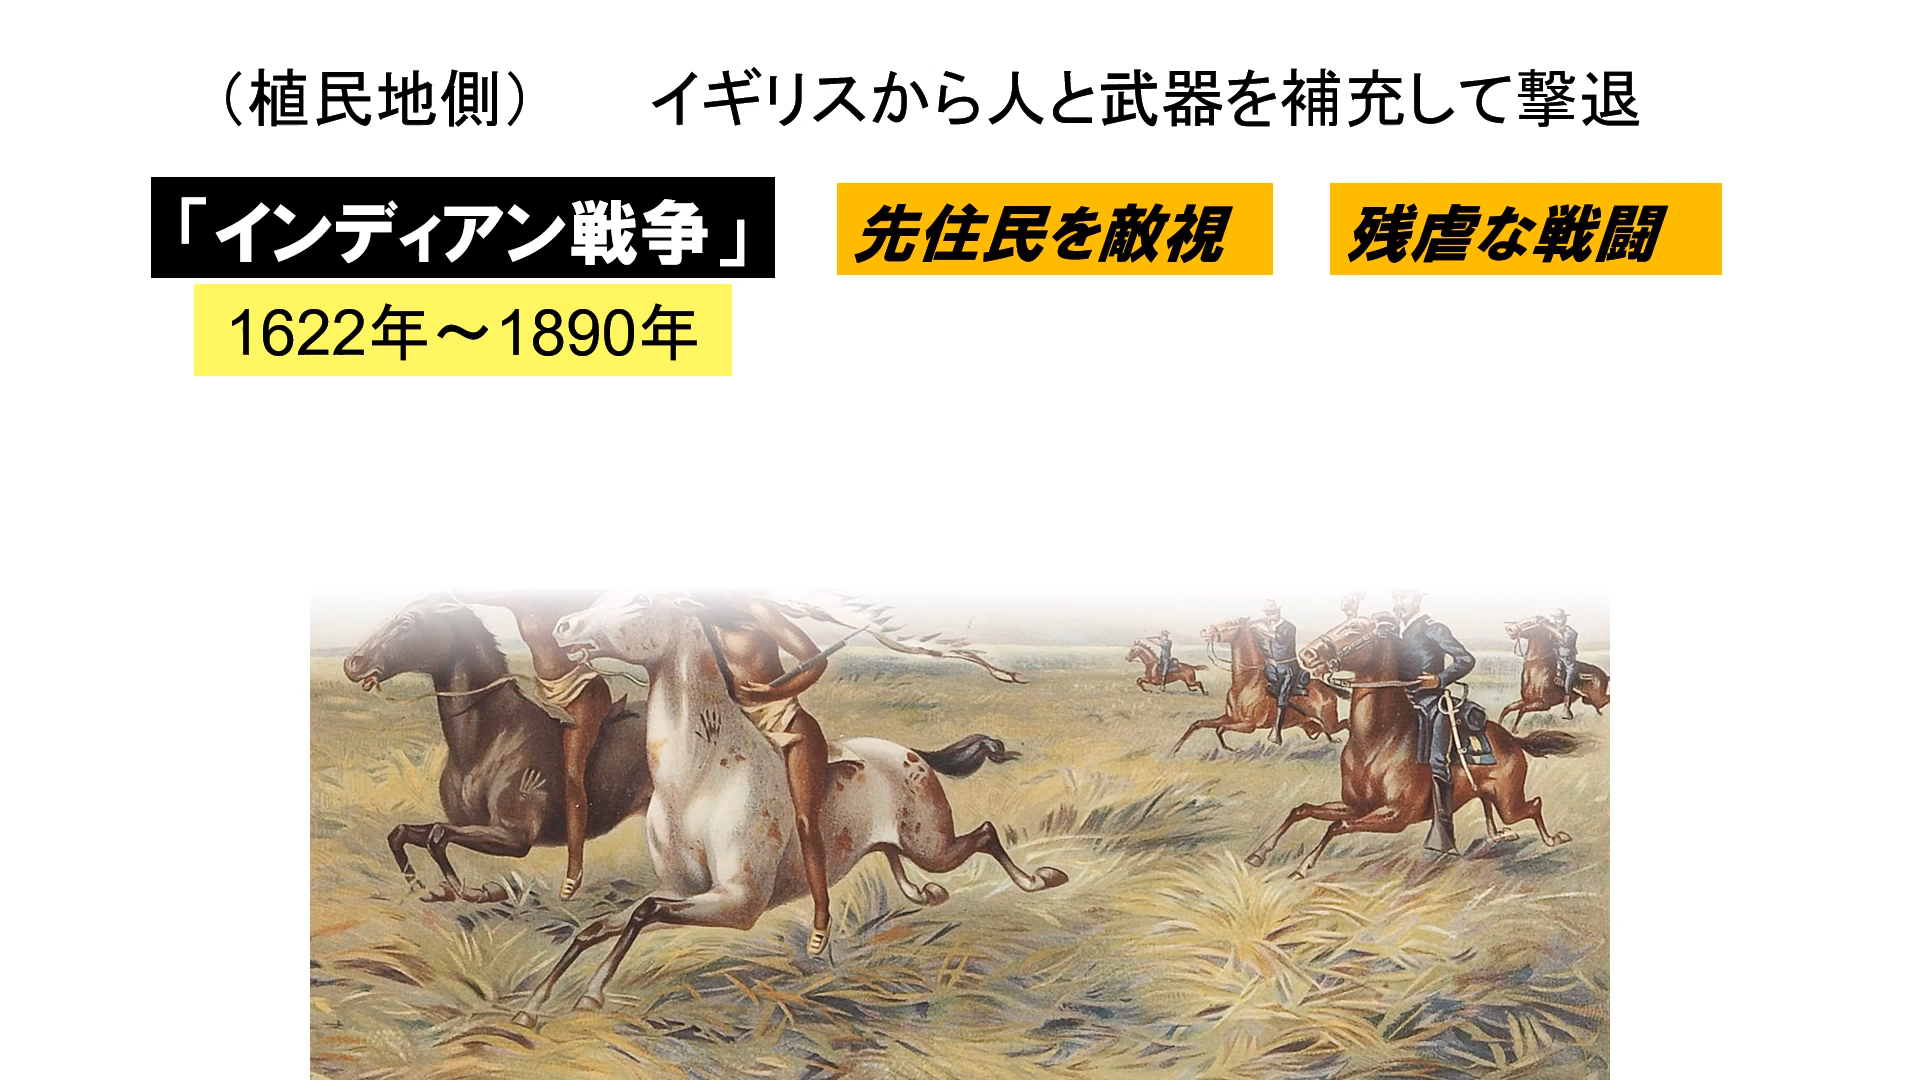 （植民地側）　イギリスから人と武器を補充して撃退
「インディアン戦争」　先住民を敵視　残虐な戦闘
1622年～1890年